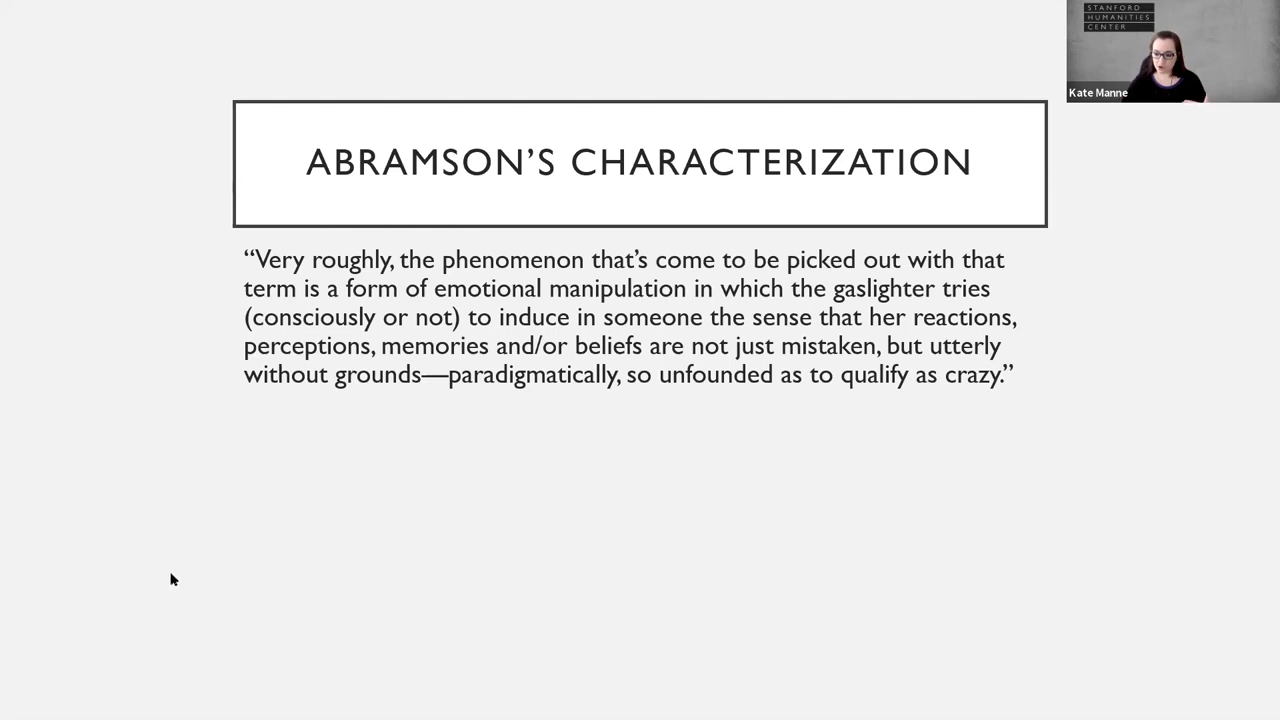 STANFORD
HUMANITIES
CENTER
Kate Manne
ABRAMSON’S CHARACTERIZATION
“Very roughly, the phenomenon that’s come to be picked out with that
term is a form of emotional manipulation in which the gaslighter tries
(consciously or not) to induce in someone the sense that her reactions,
perceptions, memories and/or beliefs are not just mistaken, but utterly
without grounds—paradigmatically, so unfounded as to qualify as crazy.”